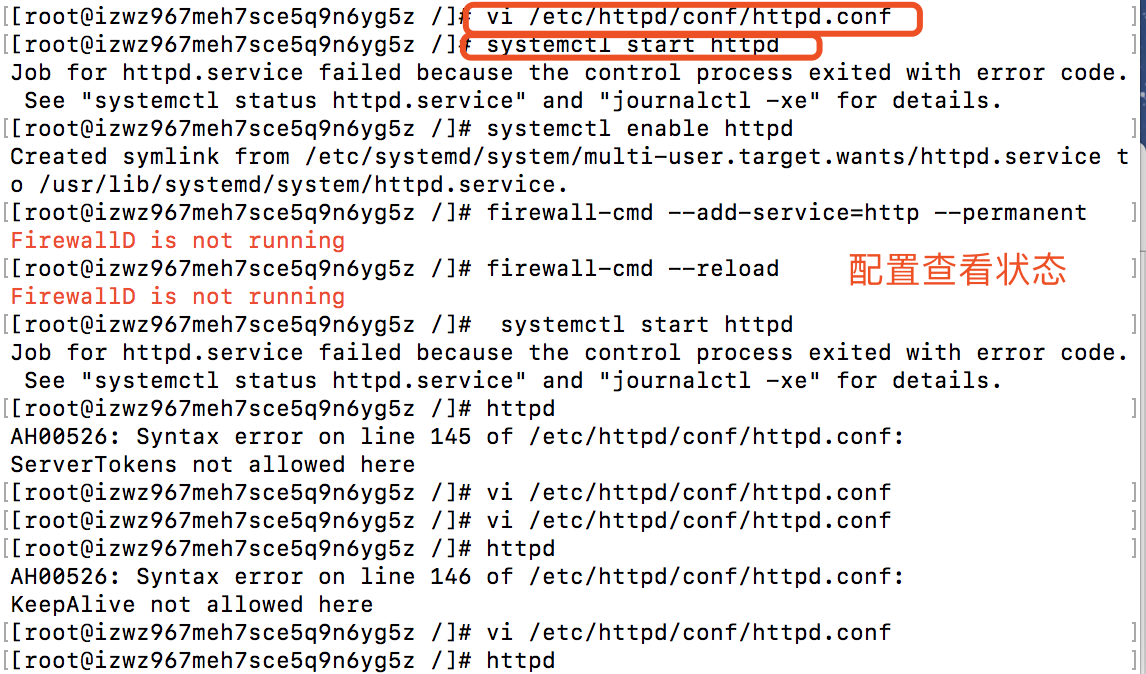 [[root@izwz967meh7sce5q9n6yg5z /]# vi /etc/httpd/conf/httpd.conf ]
[[root@izwz967meh7sce5q9n6yg5z /]# systemctl start httpd ]
Job for httpd.service failed because the control process exited with error code.
 See "systemctl status httpd.service" and "journalctl -xe" for details.
[[root@izwz967meh7sce5q9n6yg5z /]# systemctl enable httpd ]
Created symlink from /etc/systemd/system/multi-user.target.wants/httpd.service t
o /usr/lib/systemd/system/httpd.service.
[[root@izwz967meh7sce5q9n6yg5z /]# firewall-cmd --add-service=http --permanent ]
FirewallD is not running
[[root@izwz967meh7sce5q9n6yg5z /]# firewall-cmd --reload ]
配置查看状态
FirewallD is not running
[[root@izwz967meh7sce5q9n6yg5z /]#  systemctl start httpd ]
Job for httpd.service failed because the control process exited with error code.
 See "systemctl status httpd.service" and "journalctl -xe" for details.
[[root@izwz967meh7sce5q9n6yg5z /]# httpd ]
AH00526: Syntax error on line 145 of /etc/httpd/conf/httpd.conf:
ServerTokens not allowed here
[[root@izwz967meh7sce5q9n6yg5z /]# vi /etc/httpd/conf/httpd.conf ]
[[root@izwz967meh7sce5q9n6yg5z /]# vi /etc/httpd/conf/httpd.conf ]
[[root@izwz967meh7sce5q9n6yg5z /]# httpd ]
AH00526: Syntax error on line 146 of /etc/httpd/conf/httpd.conf:
KeepAlive not allowed here
[[root@izwz967meh7sce5q9n6yg5z /]# vi /etc/httpd/conf/httpd.conf ]
[[root@izwz967meh7sce5q9n6yg5z /]# httpd ]